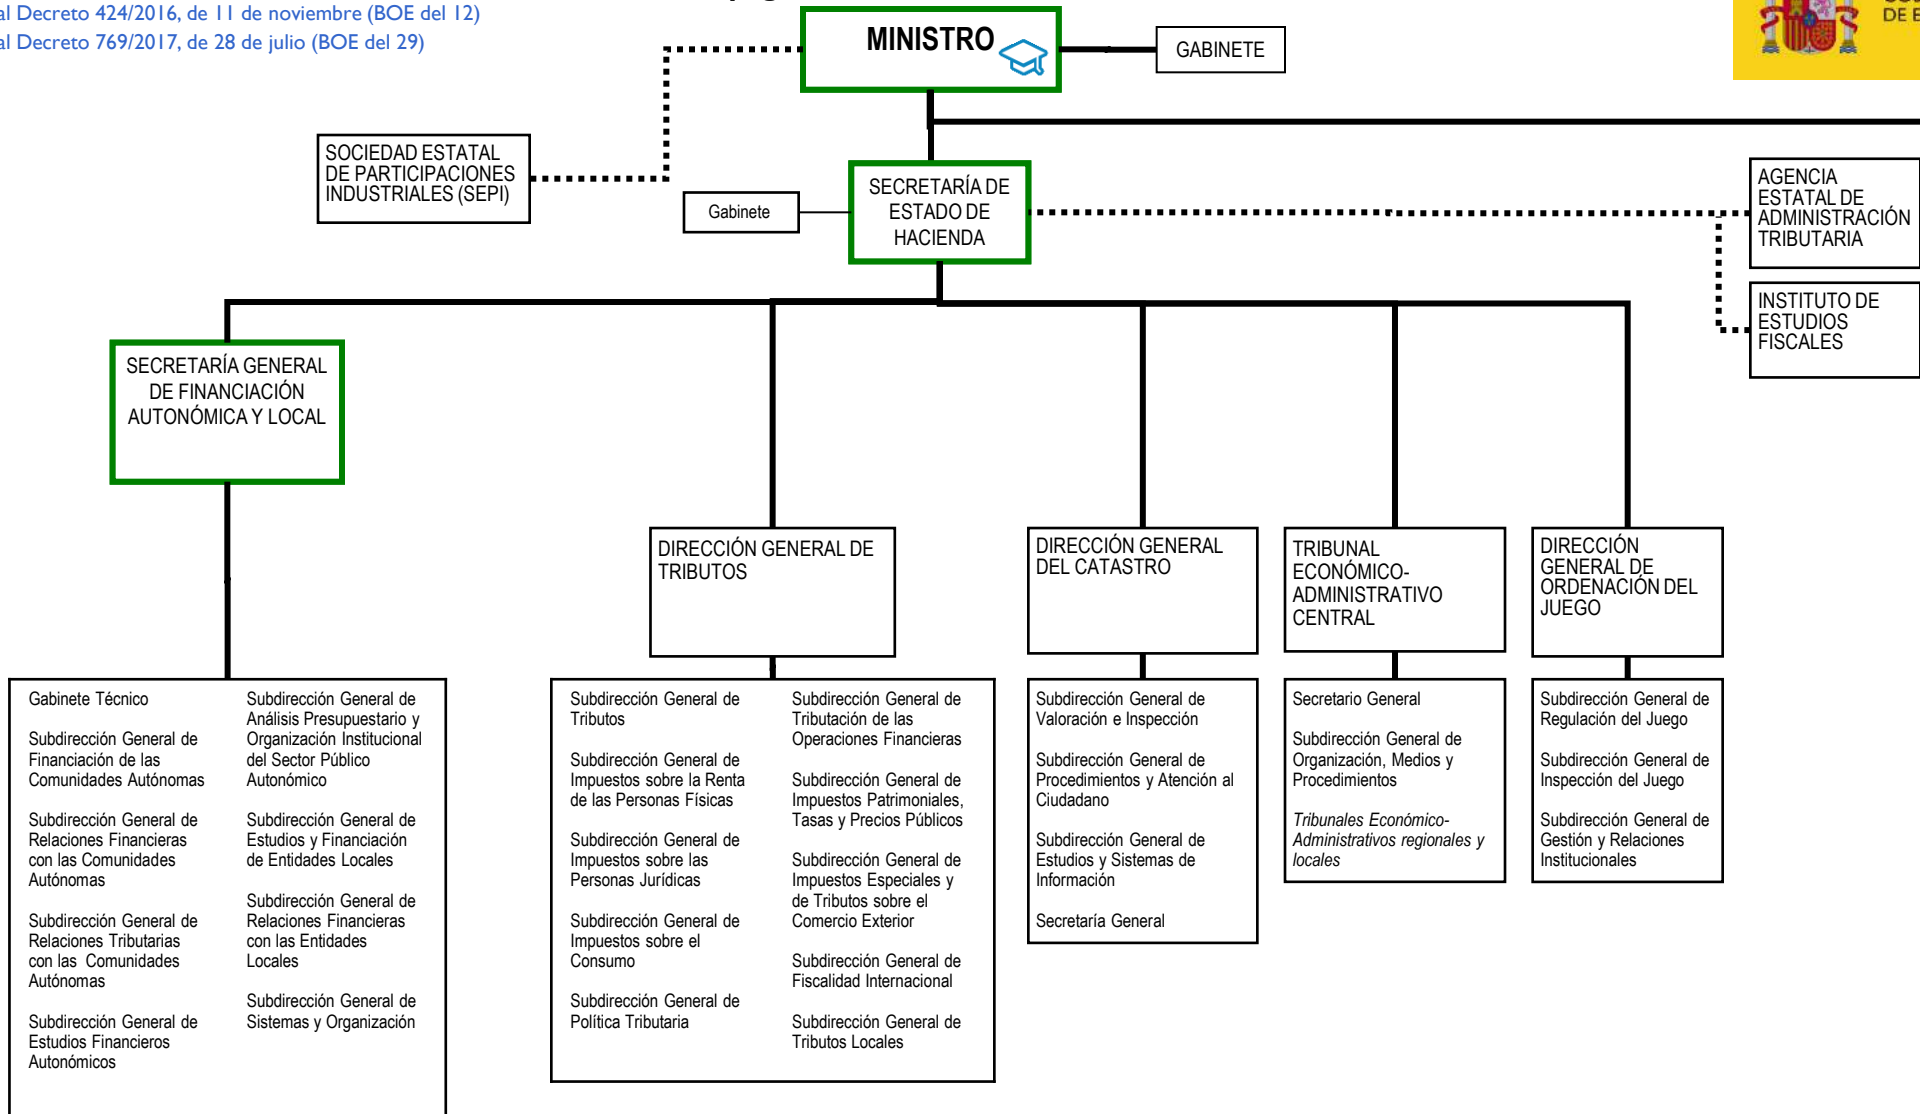 al Decreto 424/2016, de 11 de noviembre (BOE del 12)
al Decreto 769/2017, de 28 de julio (BOE del 29)
MINISTRO
GABINETE
DE E
SOCIEDAD ESTATAL
DE PARTICIPACIONES
INDUSTRIALES (SEPI)
Gabinete
SECRETARÍA DE
ESTADO DE
HACIENDA
AGENCIA
ESTATAL DE
ADMINISTRACIÓN
TRIBUTARIA
INSTITUTO DE
ESTUDIOS
FISCALES
SECRETARÍA GENERAL
DE FINANCIACIÓN
AUTONÓMICA Y LOCAL
DIRECCIÓN GENERAL DE
TRIBUTOS
DIRECCIÓN GENERAL
DEL CATASTRO
TRIBUNAL
ECONÓMICO-
ADMINISTRATIVO
CENTRAL
DIRECCIÓN
GENERAL DE
ORDENACIÓN DEL
JUEGO
Gabinete Técnico
Subdirección General de
Financiación de las
Comunidades Autónomas
Subdirección General de
Relaciones Financieras
con las Comunidades
Autónomas
Subdirección General de
Relaciones Tributarias
con las Comunidades
Autónomas
Subdirección General de
Estudios Financieros
Autonómicos
Subdirección General de
Análisis Presupuestario y
Organización Institucional
del Sector Público
Autonómico
Subdirección General de
Estudios y Financiación
de Entidades Locales
Subdirección General de
Relaciones Financieras
con las Entidades
Locales
Subdirección General de
Sistemas y Organización
Subdirección General de
Tributos
Subdirección General de
Impuestos sobre la Renta
de las Personas Físicas
Subdirección General de
Impuestos sobre las
Personas Jurídicas
Subdirección General de
Impuestos sobre el
Consumo
Subdirección General de
Política Tributaria
Subdirección General de
Tributación de las
Operaciones Financieras
Subdirección General de
Impuestos Patrimoniales,
Tasas y Precios Públicos
Subdirección General de
Impuestos Especiales y
de Tributos sobre el
Comercio Exterior
Subdirección General de
Fiscalidad Internacional
Subdirección General de
Tributos Locales
Subdirección General de
Valoración e Inspección
Subdirección General de
Procedimientos y Atención al
Ciudadano
Subdirección General de
Estudios y Sistemas de
Información
Secretaría General
Secretario General
Subdirección General de
Organización, Medios y
Procedimientos
Tribunales Económico-
Administrativos regionales y
locales
Subdirección General de
Regulación del Juego
Subdirección General de
Inspección del Juego
Subdirección General de
Gestión y Relaciones
Institucionales